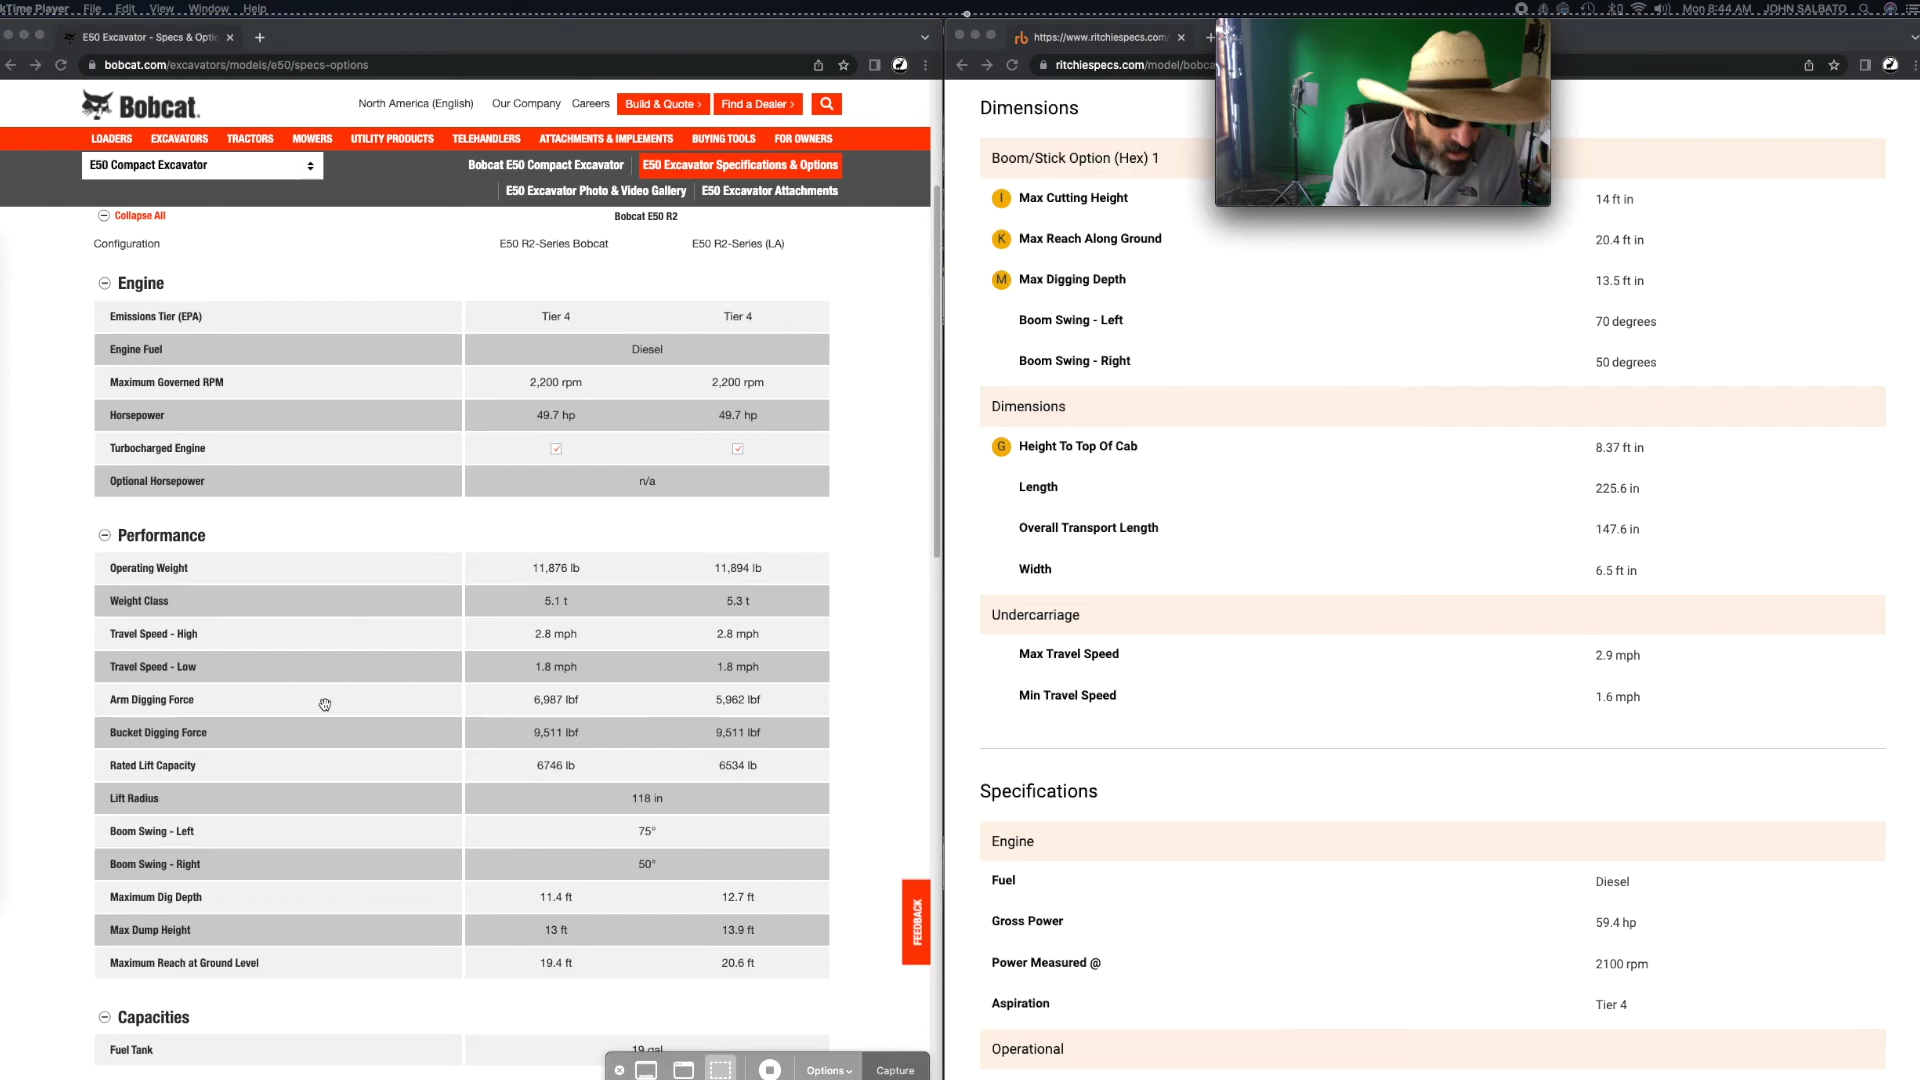 kTime Player File Edit View Window Help
Mon 8:44 AM JOHN SALBATO
E50 Excavator - Specs & Optio
bobcat.com/excavators/models/e50/specs-options
Bobcat.
North America (English) Our Company Careers Build & Quote › Find a Dealer ›
LOADERS EXCAVATORS TRACTORS MOWERS UTILITY PRODUCTS TELEHANDLERS ATTACHMENTS & IMPLEMENTS BUYING TOOLS FOR OWNERS
E50 Compact Excavator
Bobcat E50 Compact Excavator E50 Excavator Specifications & Options
E50 Excavator Photo & Video Gallery E50 Excavator Attachments
Collapse All Bobcat E50 R2
Configuration E50 R2-Series Bobcat E50 R2-Series (LA)
Engine
Emissions Tier (EPA) Tier 4 Tier 4
Engine Fuel Diesel
Maximum Governed RPM 2,200 rpm 2,200 rpm
Horsepower 49.7 hp 49.7 hp
Turbocharged Engine
Optional Horsepower n/a
Performance
Operating Weight 11,876 lb 11,894 lb
Weight Class 5.1 t 5.3 t
Travel Speed - High 2.8 mph 2.8 mph
Travel Speed - Low 1.8 mph 1.8 mph
Arm Digging Force 6,987 lbf 5,962 lbf
Bucket Digging Force 9,511 lbf 9,511 lbf
Rated Lift Capacity 6746 lb 6534 lb
Lift Radius 118 in
Boom Swing - Left 75°
Boom Swing - Right 50°
Maximum Dig Depth 11.4 ft 12.7 ft
Max Dump Height 13 ft 13.9 ft
Maximum Reach at Ground Level 19.4 ft 20.6 ft
Capacities
Fuel Tank 19 gal
FEEDBACK
Options Capture
rb https://www.ritchiespecs.com/
ritchiespecs.com/model/bobca
Dimensions
Boom/Stick Option (Hex) 1
I Max Cutting Height 14 ft in
K Max Reach Along Ground 20.4 ft in
M Max Digging Depth 13.5 ft in
Boom Swing - Left 70 degrees
Boom Swing - Right 50 degrees
Dimensions
G Height To Top Of Cab 8.37 ft in
Length 225.6 in
Overall Transport Length 147.6 in
Width 6.5 ft in
Undercarriage
Max Travel Speed 2.9 mph
Min Travel Speed 1.6 mph
Specifications
Engine
Fuel Diesel
Gross Power 59.4 hp
Power Measured @ 2100 rpm
Aspiration Tier 4
Operational